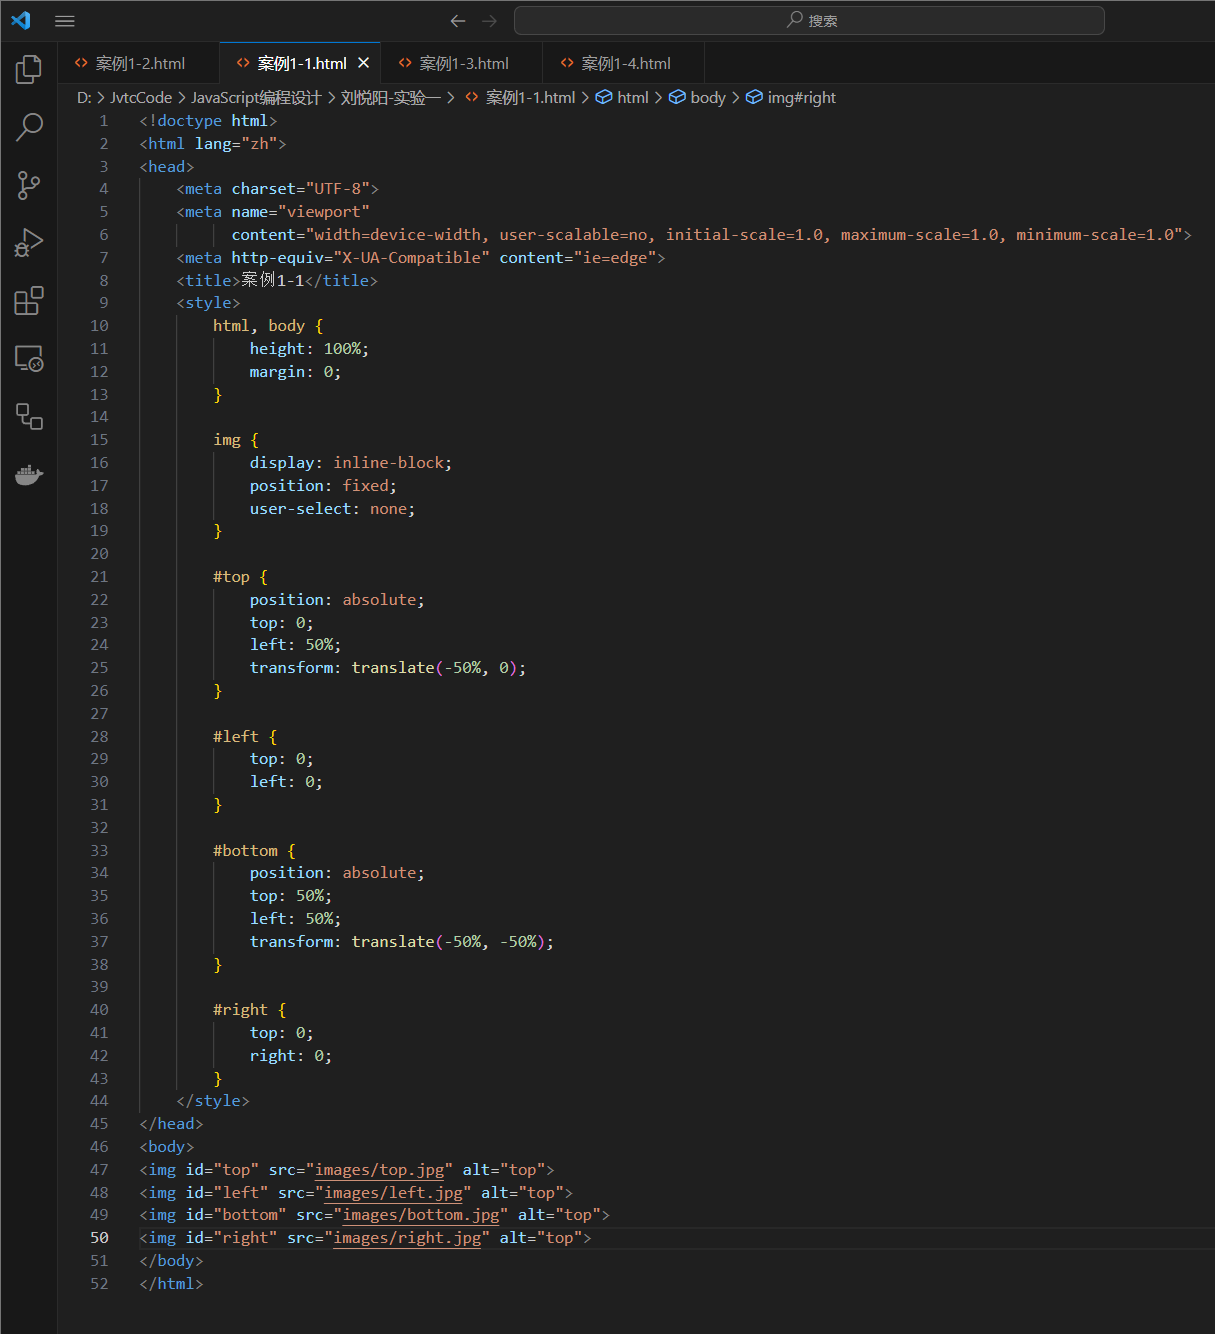 搜索
案例1-2.html 案例1-1.html 案例1-3.html 案例1-4.html
D: > JvtcCode > JavaScript编程设计 > 刘悦阳-实验一 > 案例1-1.html > html > body > img#right
1 <!doctype html>
2 <html lang="zh">
3 <head>
4 <meta charset="UTF-8">
5 <meta name="viewport"
6 content="width=device-width, user-scalable=no, initial-scale=1.0, maximum-scale=1.0, minimum-scale=1.0">
7 <meta http-equiv="X-UA-Compatible" content="ie=edge">
8 <title>案例1-1</title>
9 <style>
10 html, body {
11 height: 100%;
12 margin: 0;
13 }
14
15 img {
16 display: inline-block;
17 position: fixed;
18 user-select: none;
19 }
20
21 #top {
22 position: absolute;
23 top: 0;
24 left: 50%;
25 transform: translate(-50%, 0);
26 }
27
28 #left {
29 top: 0;
30 left: 0;
31 }
32
33 #bottom {
34 position: absolute;
35 top: 50%;
36 left: 50%;
37 transform: translate(-50%, -50%);
38 }
39
40 #right {
41 top: 0;
42 right: 0;
43 }
44 </style>
45 </head>
46 <body>
47 <img id="top" src="images/top.jpg" alt="top">
48 <img id="left" src="images/left.jpg" alt="top">
49 <img id="bottom" src="images/bottom.jpg" alt="top">
50 <img id="right" src="images/right.jpg" alt="top">
51 </body>
52 </html>